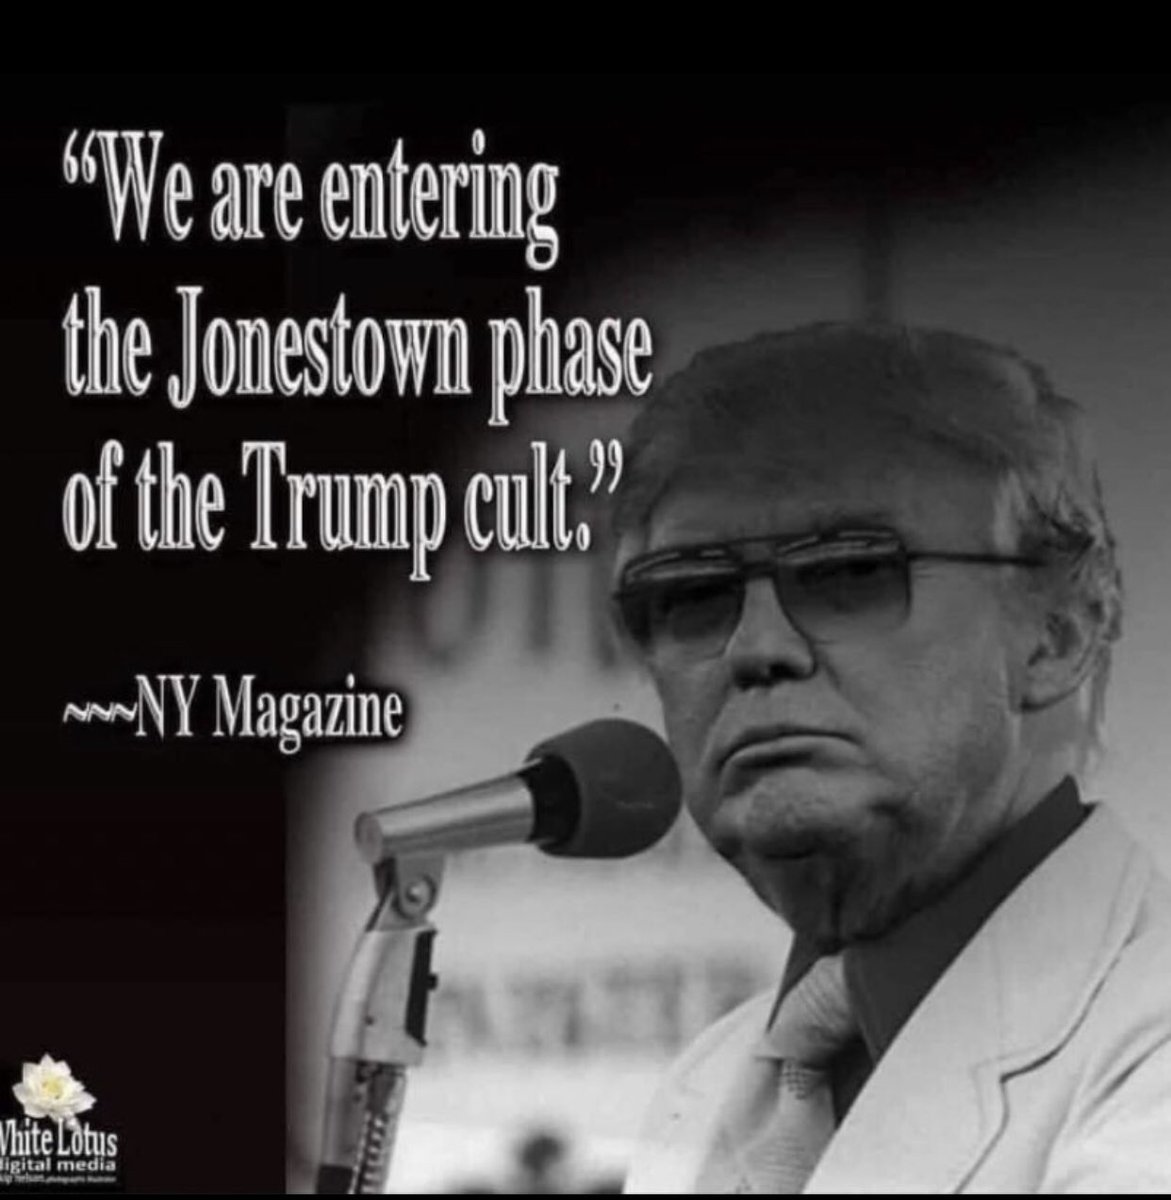 “We are entering
the Jonestown phase
of the Trump cult.”
~~~NY Magazine
White Lotus
digital media